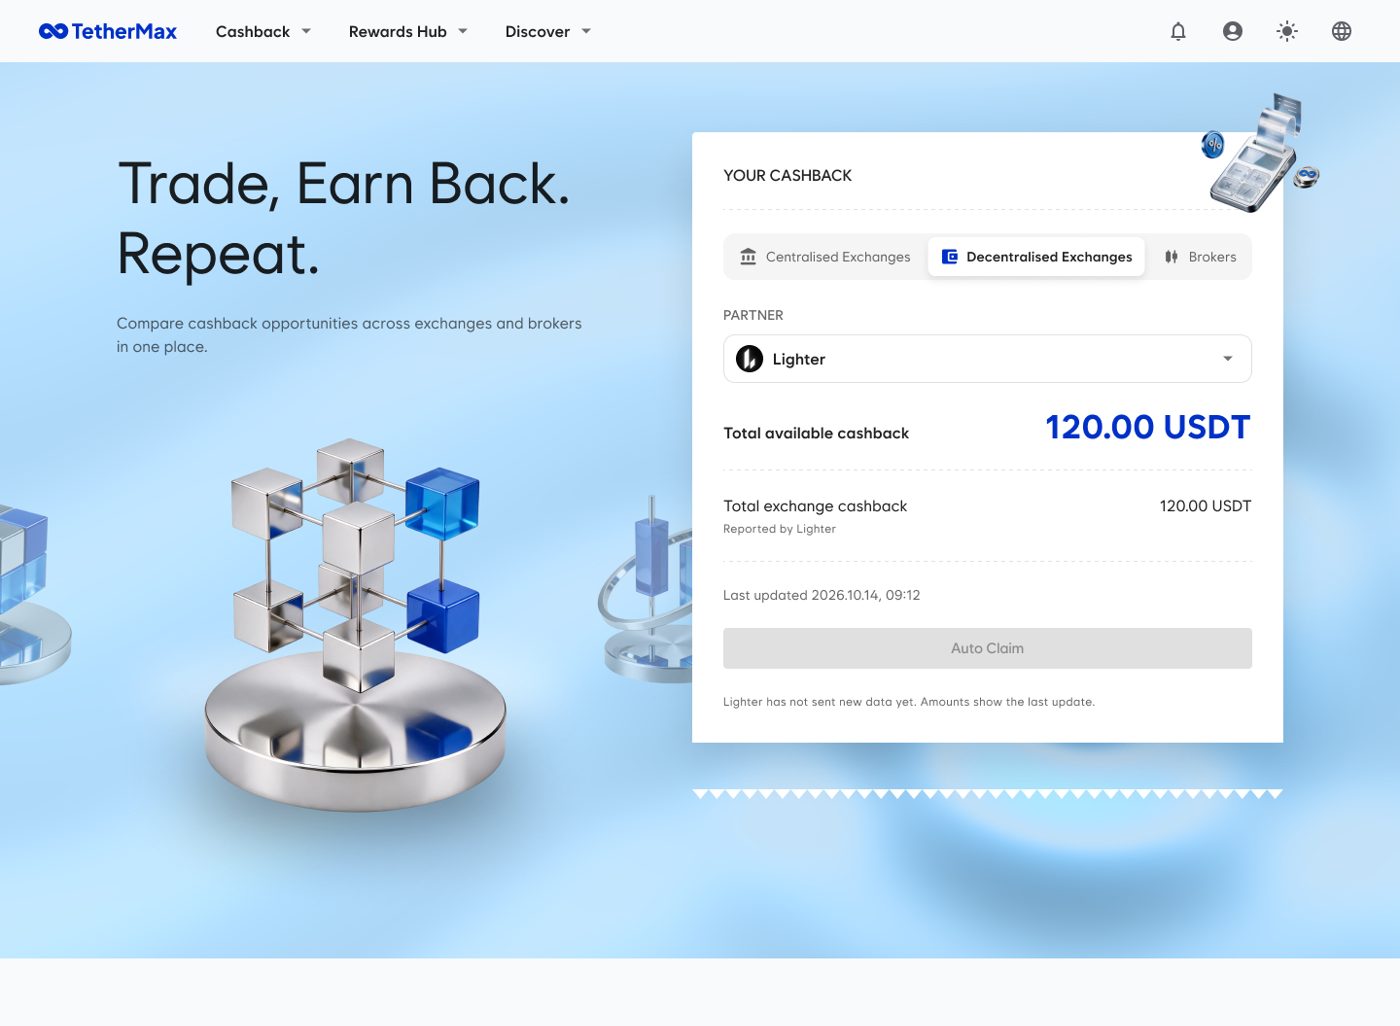 TetherMax
Cashback
Rewards Hub
Discover
Trade, Earn Back.
Repeat.
Compare cashback opportunities across exchanges and brokers
in one place.
YOUR CASHBACK
Centralised Exchanges
Decentralised Exchanges
Brokers
PARTNER
Lighter
Total available cashback
120.00 USDT
Total exchange cashback
120.00 USDT
Reported by Lighter
Last updated 2026.10.14, 09:12
Auto Claim
Lighter has not sent new data yet. Amounts show the last update.